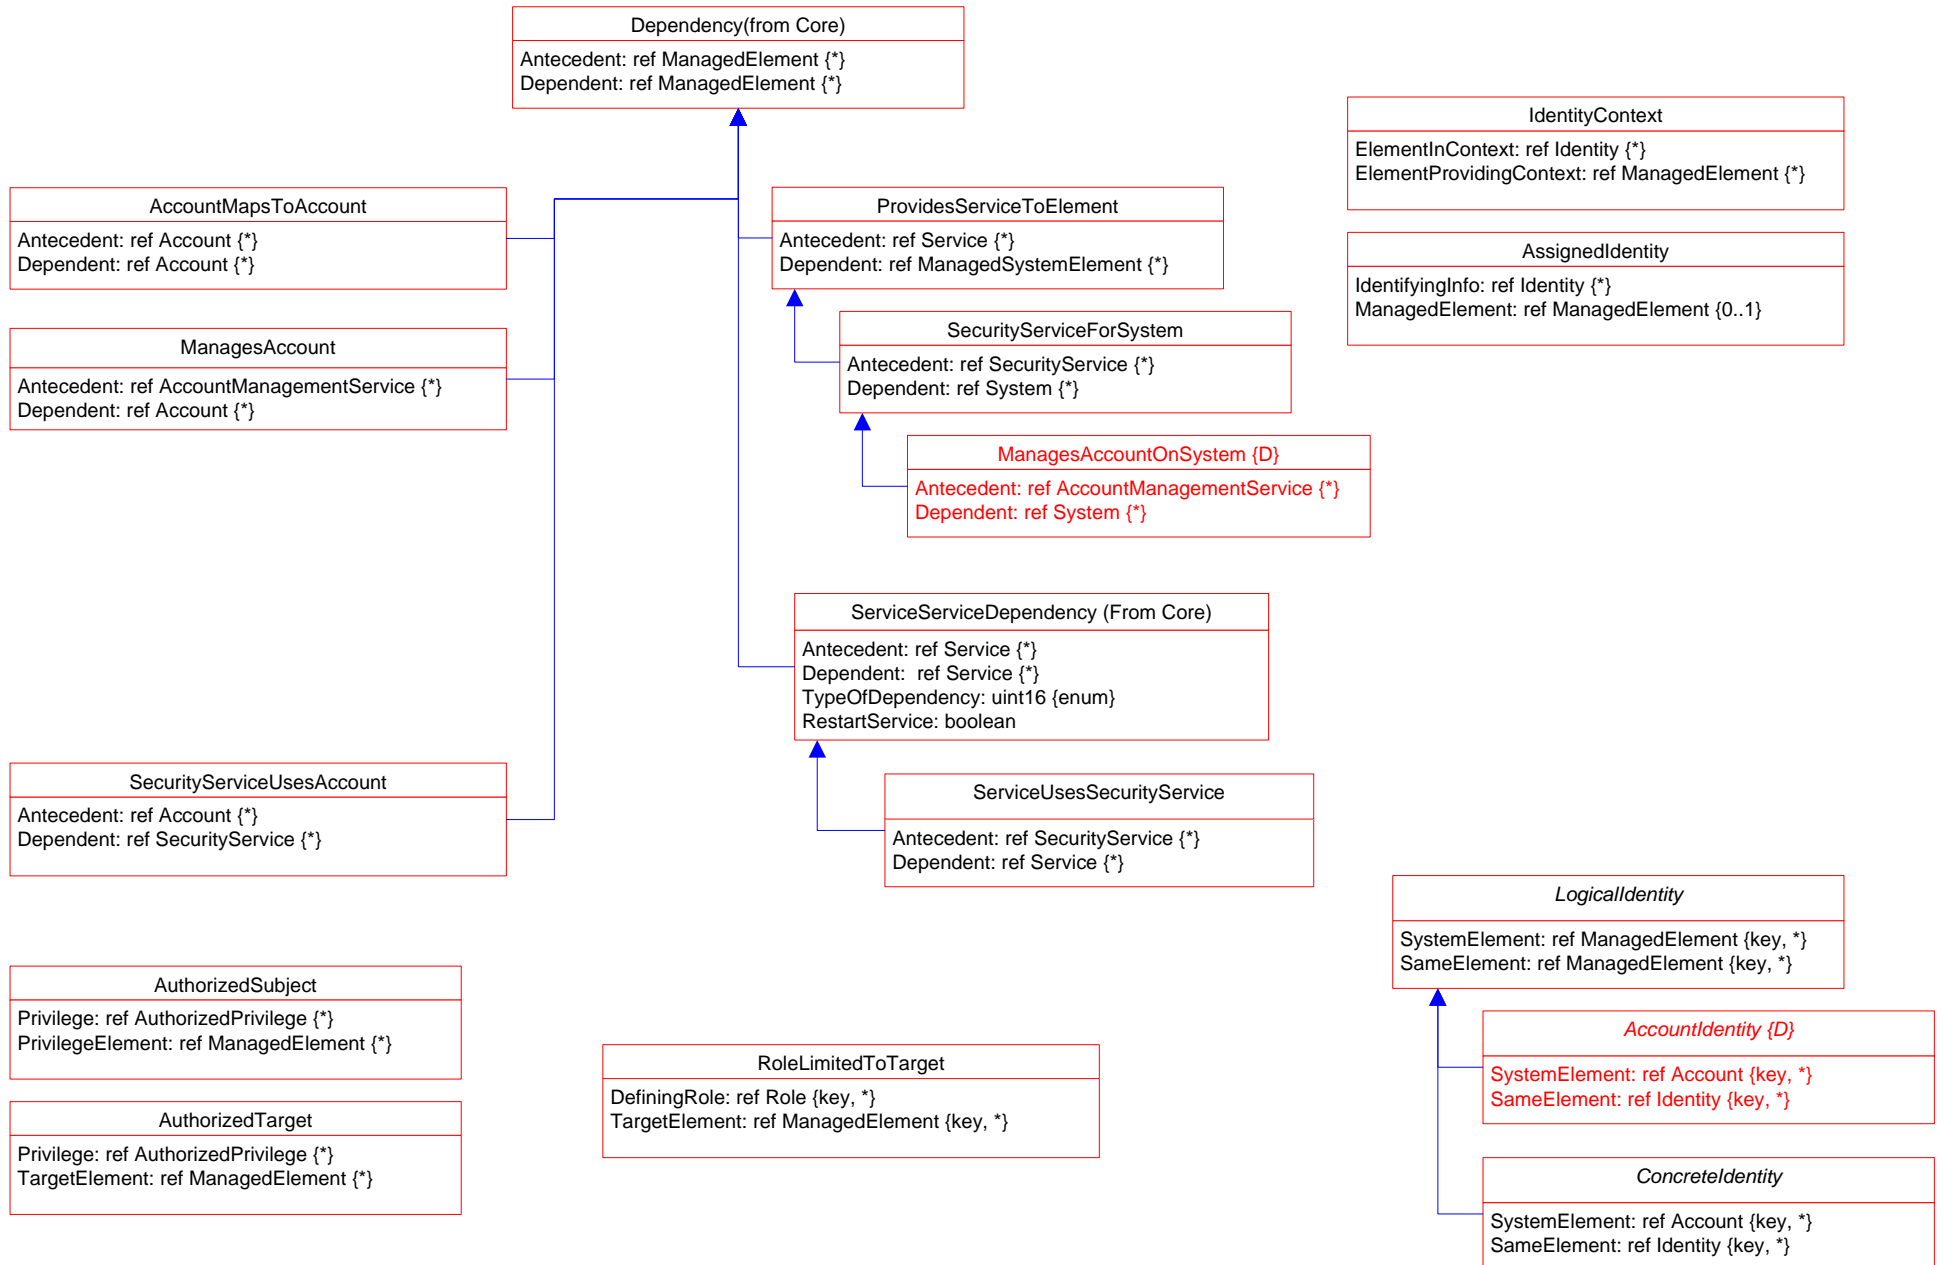 Dependency(from Core)
Antecedent: ref ManagedElement {*}
Dependent: ref ManagedElement {*}
IdentityContext
ElementInContext: ref Identity {*}
ElementProvidingContext: ref ManagedElement {*}
AccountMapsToAccount
Antecedent: ref Account {*}
Dependent: ref Account {*}
ProvidesServiceToElement
Antecedent: ref Service {*}
Dependent: ref ManagedSystemElement {*}
AssignedIdentity
IdentifyingInfo: ref Identity {*}
ManagedElement: ref ManagedElement {0..1}
ManagesAccount
Antecedent: ref AccountManagementService {*}
Dependent: ref Account {*}
SecurityServiceForSystem
Antecedent: ref SecurityService {*}
Dependent: ref System {*}
ManagesAccountOnSystem {D}
Antecedent: ref AccountManagementService {*}
Dependent: ref System {*}
ServiceServiceDependency (From Core)
Antecedent: ref Service {*}
Dependent:  ref Service {*}
TypeOfDependency: uint16 {enum}
RestartService: boolean
SecurityServiceUsesAccount
Antecedent: ref Account {*}
Dependent: ref SecurityService {*}
ServiceUsesSecurityService
Antecedent: ref SecurityService {*}
Dependent: ref Service {*}
LogicalIdentity
SystemElement: ref ManagedElement {key, *}
SameElement: ref ManagedElement {key, *}
AuthorizedSubject
Privilege: ref AuthorizedPrivilege {*}
PrivilegeElement: ref ManagedElement {*}
AccountIdentity {D}
SystemElement: ref Account {key, *}
SameElement: ref Identity {key, *}
RoleLimitedToTarget
DefiningRole: ref Role {key, *}
TargetElement: ref ManagedElement {key, *}
AuthorizedTarget
Privilege: ref AuthorizedPrivilege {*}
TargetElement: ref ManagedElement {*}
ConcreteIdentity
SystemElement: ref Account {key, *}
SameElement: ref Identity {key, *}